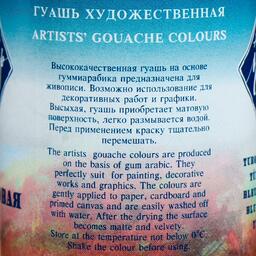 ГУАШЬ ХУДОЖЕСТВЕННАЯ
ARTISTS' GOUACHE COLOURS
Высококачественная гуашь на основе
гуммиарабика предназначена для
живописи. Возможно использование для
декоративных работ и графики.
Высыхая, гуашь приобретает матовую
поверхность, легко размывается водой.
Перед применением краску тщательно
перемешать.
The artists gouache colours are produced
on the basis of gum arabic. They
perfectly suit for painting, decorative
works and graphics. The colours are
gently applied to paper, cardboard and
primed canvas and are easily washed off
with water. After the drying the surface
becomes matte and velvety.
Store at the temperature not below 0°C.
Shake the colour before using.